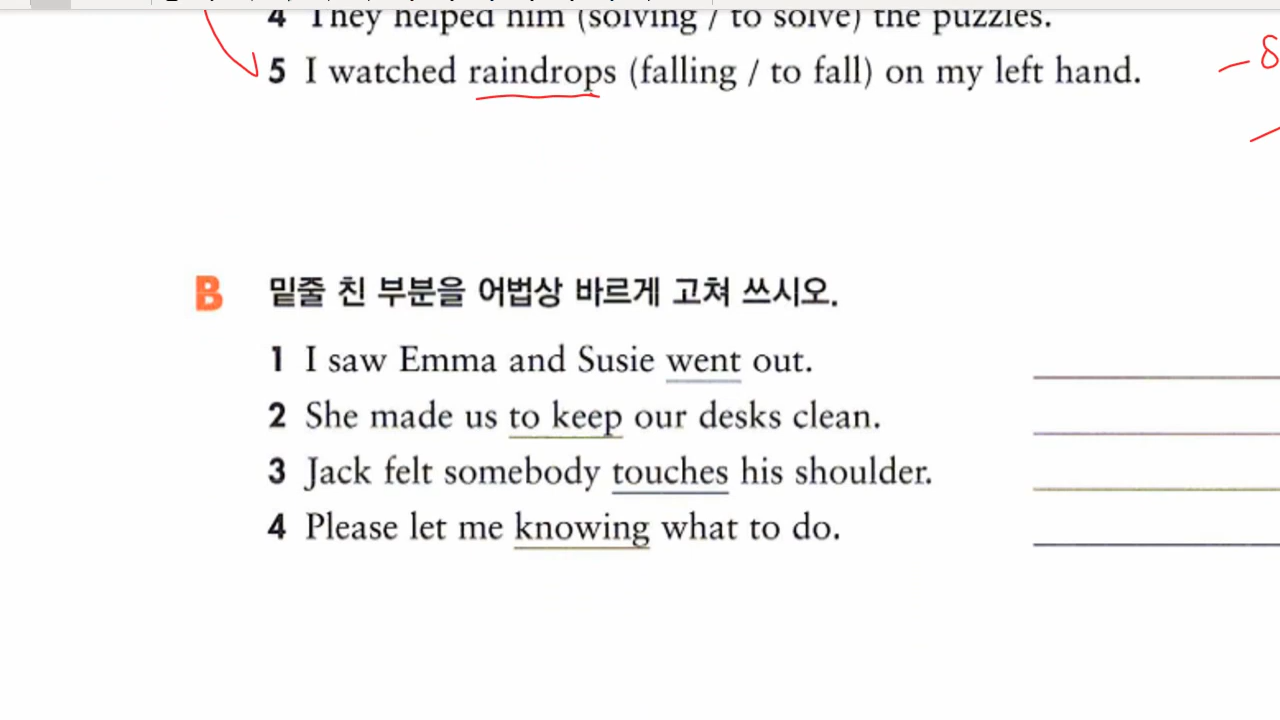 4 They helped him (solving / to solve) the puzzles.
5 I watched raindrops (falling / to fall) on my left hand.
B 밑줄 친 부분을 어법상 바르게 고쳐 쓰시오.
1 I saw Emma and Susie went out.
2 She made us to keep our desks clean.
3 Jack felt somebody touches his shoulder.
4 Please let me knowing what to do.